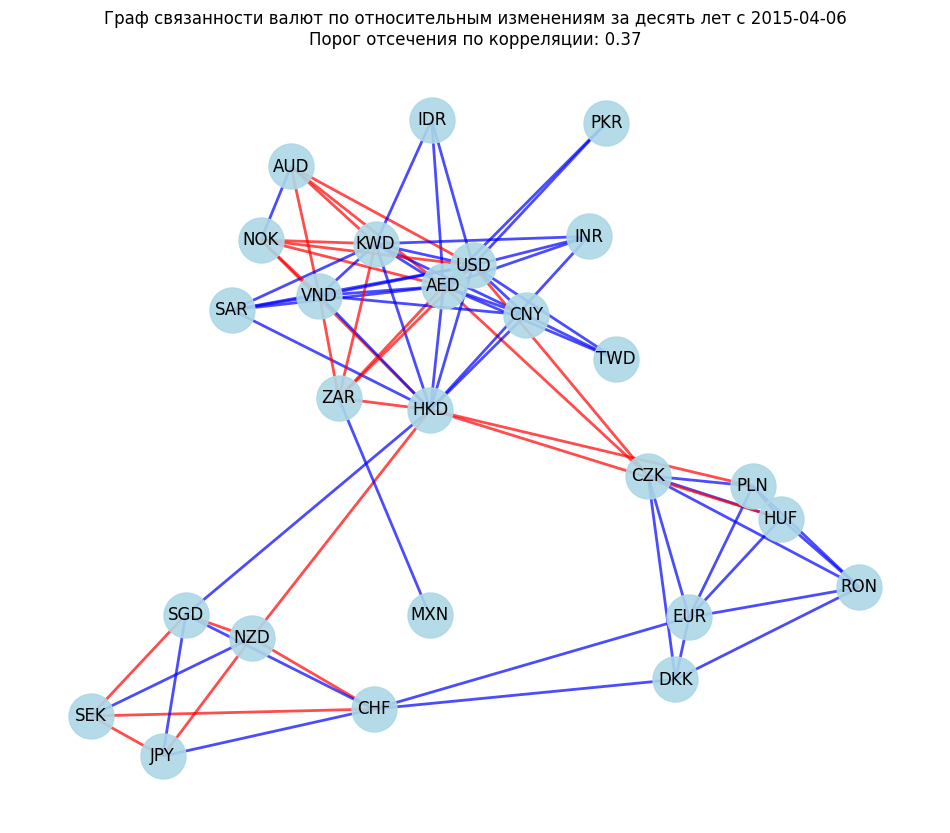 Граф связанности валют по относительным изменениям за десять лет с 2015-04-06
Порог отсечения по корреляции: 0.37
IDR
PKR
AUD
NOK
KWD
INR
USD
AED
VND
SAR
CNY
TWD
ZAR
HKD
CZK
PLN
HUF
RON
SGD
MXN
EUR
NZD
DKK
CHF
SEK
JPY